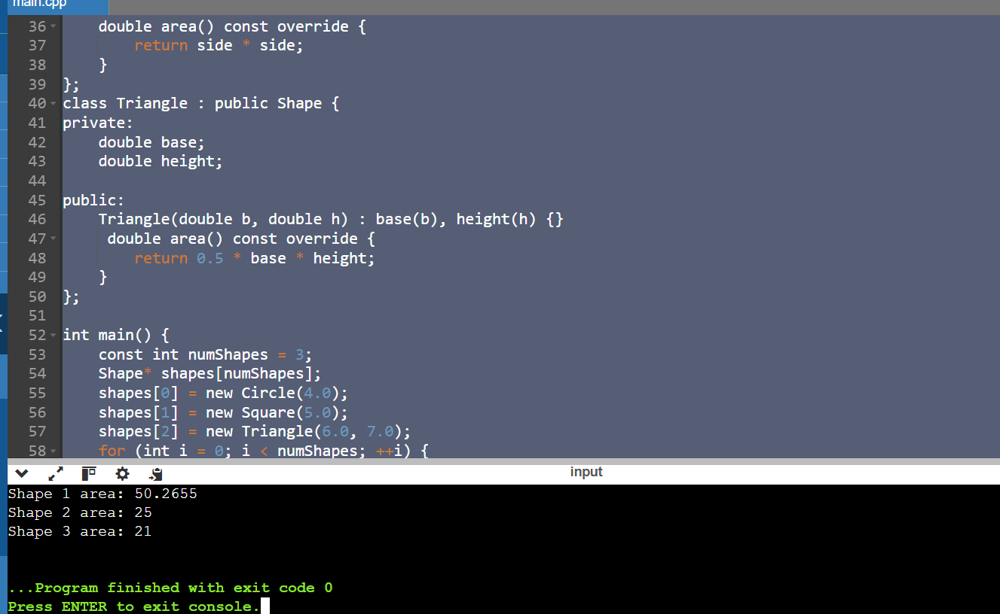 main.cpp
36 double area() const override {
37 return side * side;
38 }
39 };
40 class Triangle : public Shape {
41 private:
42 double base;
43 double height;
44
45 public:
46 Triangle(double b, double h) : base(b), height(h) {}
47 double area() const override {
48 return 0.5 * base * height;
49 }
50 };
51
52 int main() {
53 const int numShapes = 3;
54 Shape* shapes[numShapes];
55 shapes[0] = new Circle(4.0);
56 shapes[1] = new Square(5.0);
57 shapes[2] = new Triangle(6.0, 7.0);
58 for (int i = 0; i < numShapes; ++i) {
input
Shape 1 area: 50.2655
Shape 2 area: 25
Shape 3 area: 21
...Program finished with exit code 0
Press ENTER to exit console.